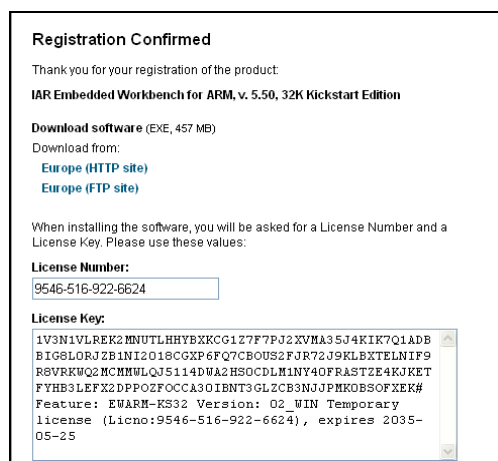 Registration Confirmed
Thank you for your registration of the product:
IAR Embedded Workbench for ARM, v. 5.50, 32K Kickstart Edition
Download software (EXE, 457 MB)
Download from:
Europe (HTTP site)
Europe (FTP site)
When installing the software, you will be asked for a License Number and a
License Key. Please use these values:
License Number:
9546-516-922-6624
License Key:
1V3N1VLREK2MNUTLHHYBXKCG1Z7F7PJ2XVMA35J4KIK7Q1ADB
BIG8LORJZB1NI2O18CGXP6FQ7CBOUS2FJR72J9KLBXTELNIF9
R8VRKWQ2MCMMWLQJ5114DWA2HSOCDLM1NY4OFRASTZE4KJKET
FYHB3LEFX2DPPOZFOCCA3OIBNT3GLZCB3NJJPMKOBSOFXEK#
Feature: EWARM-KS32 Version: 02_WIN Temporary
license (Licno:9546-516-922-6624), expires 2035-
05-25